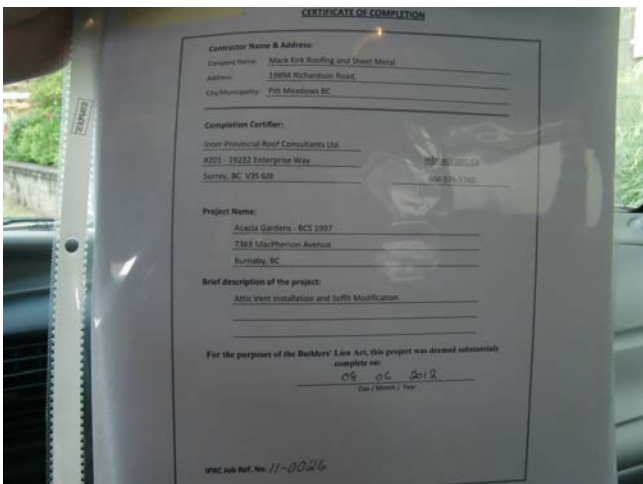 CERTIFICATE OF COMPLETION
Contractor Name & Address:
Company Name: Mack Kirk Roofing and Sheet Metal
Address: 19894 Richardson Road,
City/Municipality: Pitt Meadows BC
Completion Certifier:
Inter-Provincial Roof Consultants Ltd.
#201 - 19232 Enterprise Way
Surrey, BC V3S 6J9
Project Name:
Acacia Gardens - BCS 1997
7388 MacPherson Avenue
Burnaby, BC
Brief description of the project:
Attic Vent Installation and Soffit Modification
For the purposes of the Builders' Lien Act, this project was deemed substantialy
complete on:
08 06 2012
Day / Month / Year
IPRC Job Ref. No. 11-0026